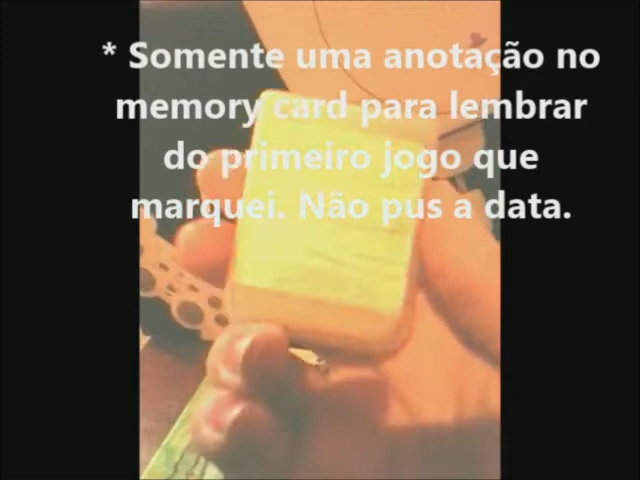 * Somente uma anotação no
memory card para lembrar
do primeiro jogo que
marquei. Não pus a data.